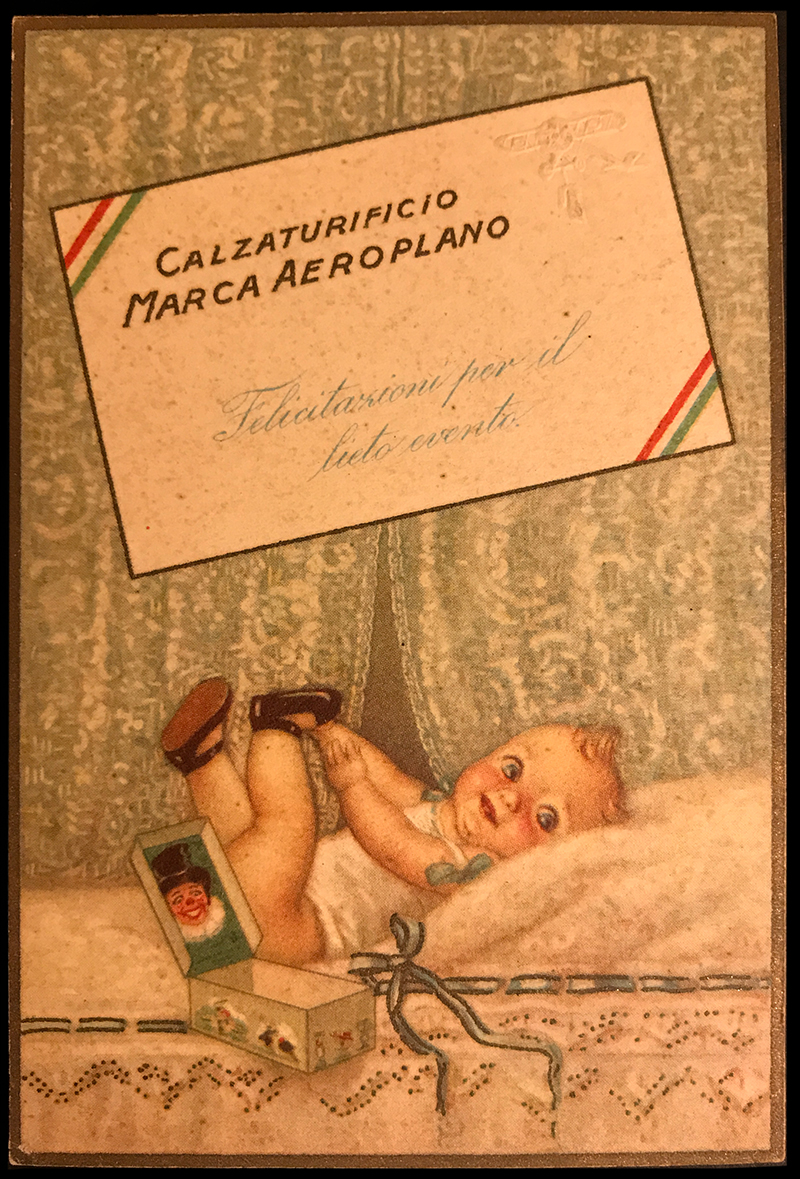 CALZATURIFICIO
MARCA AEROPLANO
Felicitazioni per il
lieto evento.